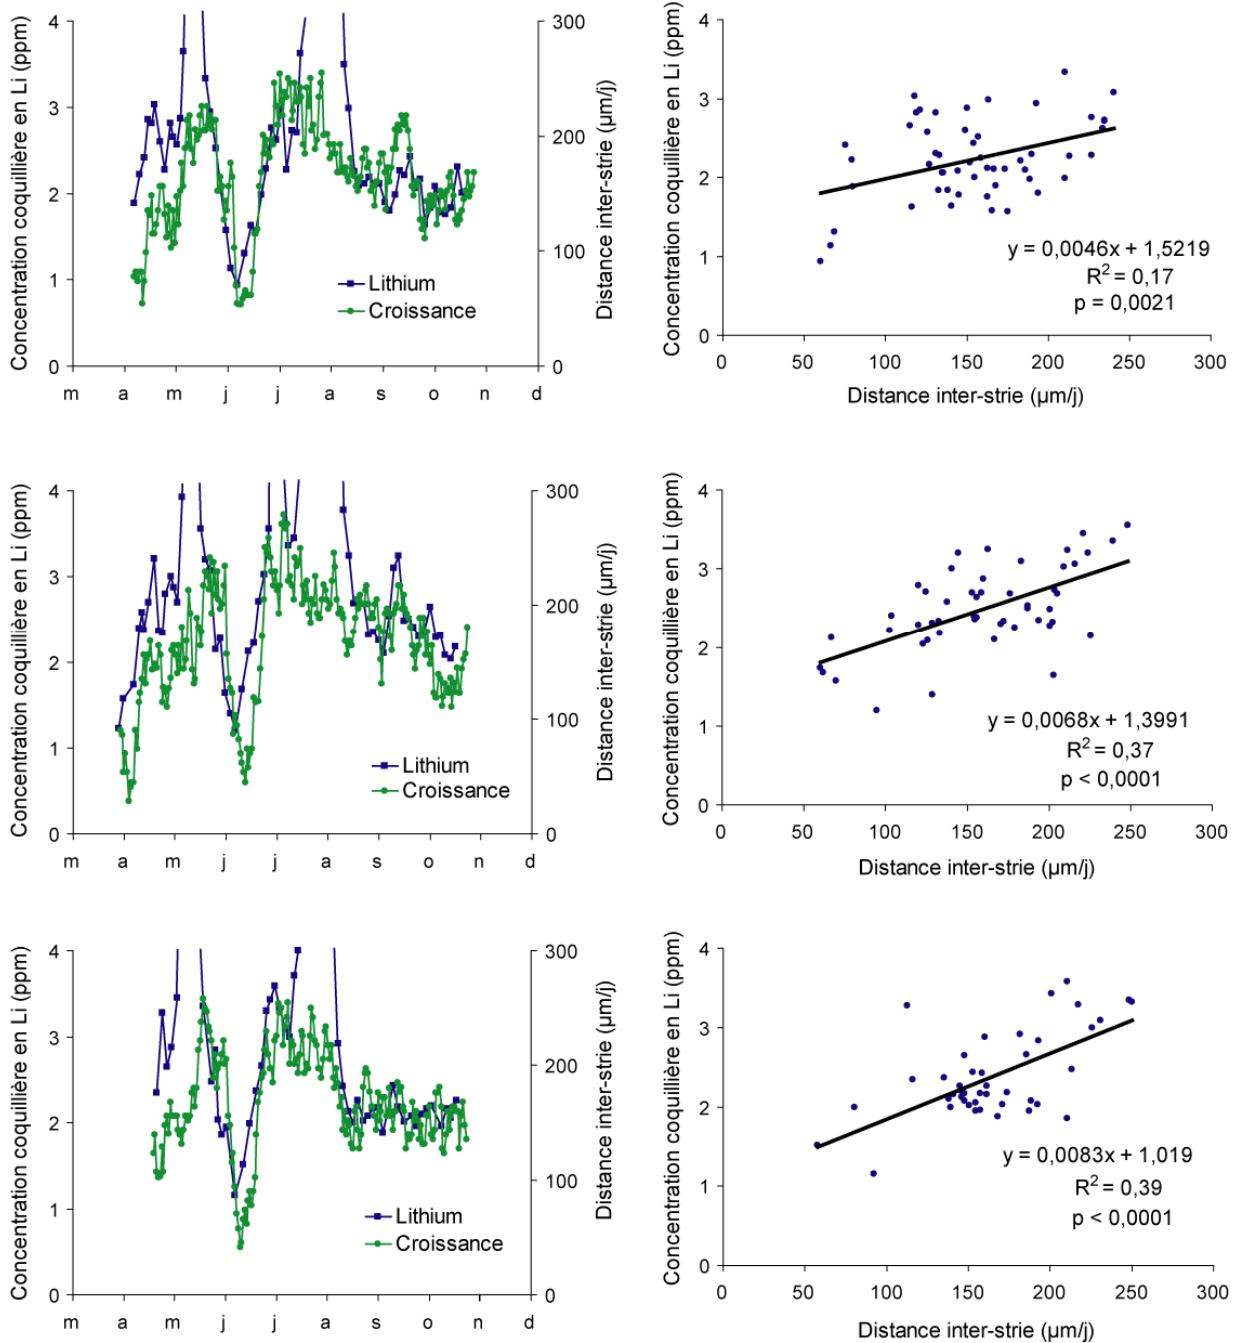 Concentration coquillière en Li (ppm)
4
3
2
1
0
300
200
100
0
Distance inter-strie (µm/j)
Lithium
Croissance
m a m j j a s o n d
Concentration coquillière en Li (ppm)
4
3
2
1
0
y = 0,0046x + 1,5219
R² = 0,17
p = 0,0021
0 50 100 150 200 250 300
Distance inter-strie (µm/j)
Concentration coquillière en Li (ppm)
4
3
2
1
0
300
200
100
0
Distance inter-strie (µm/j)
Lithium
Croissance
m a m j j a s o n d
Concentration coquillière en Li (ppm)
4
3
2
1
0
y = 0,0068x + 1,3991
R² = 0,37
p < 0,0001
0 50 100 150 200 250 300
Distance inter-strie (µm/j)
Concentration coquillière en Li (ppm)
4
3
2
1
0
300
200
100
0
Distance inter-strie (µm/j)
Lithium
Croissance
m a m j j a s o n d
Concentration coquillière en Li (ppm)
4
3
2
1
0
y = 0,0083x + 1,019
R² = 0,39
p < 0,0001
0 50 100 150 200 250 300
Distance inter-strie (µm/j)